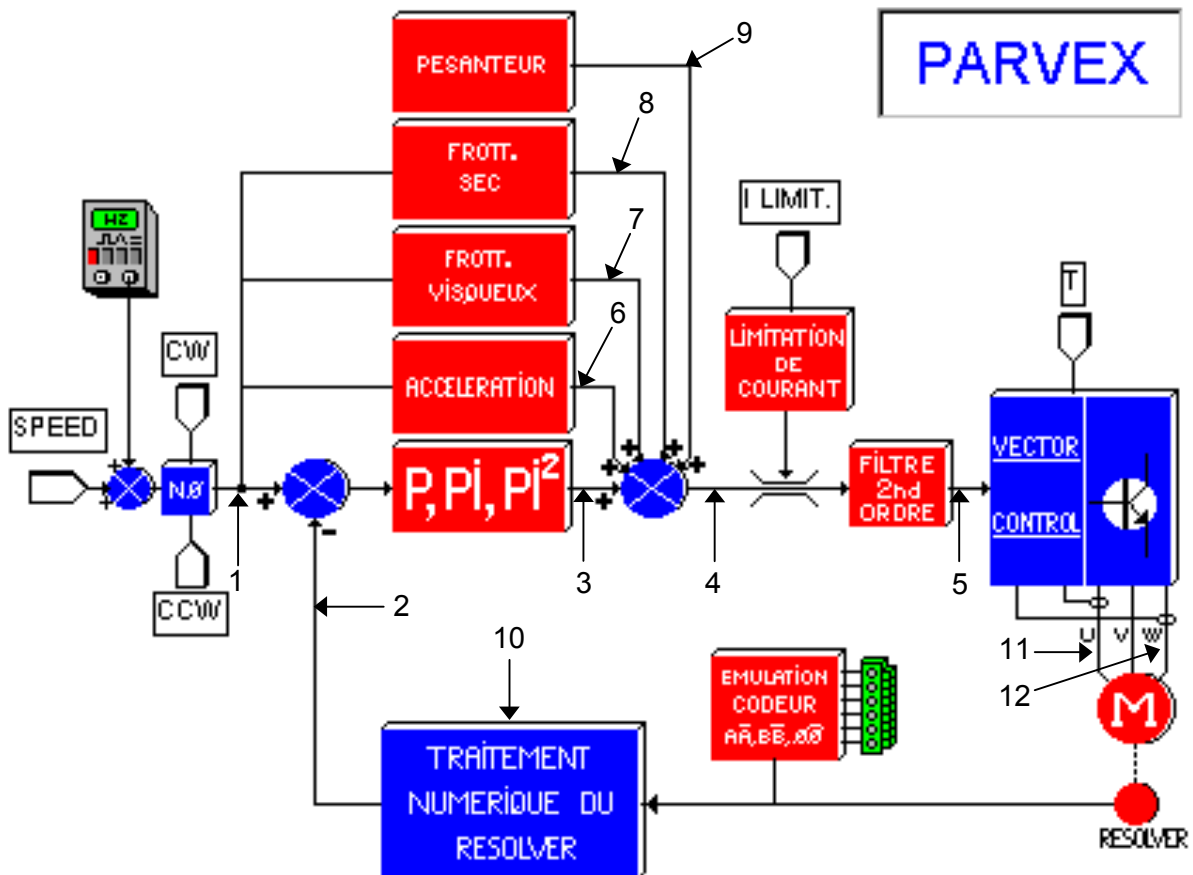 PARVEX
PESANTEUR
9
FROTT.
SEC
8
I LIMIT.
HZ
FROTT.
VISQUEUX
7
T
CW
ACCELERATION
6
LIMITATION
DE
COURANT
SPEED
+
+
N.Ø
+
-
P, Pi, Pi²
+
+
+
+
+
FILTRE
2nd
ORDRE
VECTOR
CONTROL
1
3
4
5
CCW
2
U V W
11
12
10
EMULATION
CODEUR
AA̅,BB̅,ØØ̅
M
TRAITEMENT
NUMERIQUE DU
RESOLVER
RESOLVER